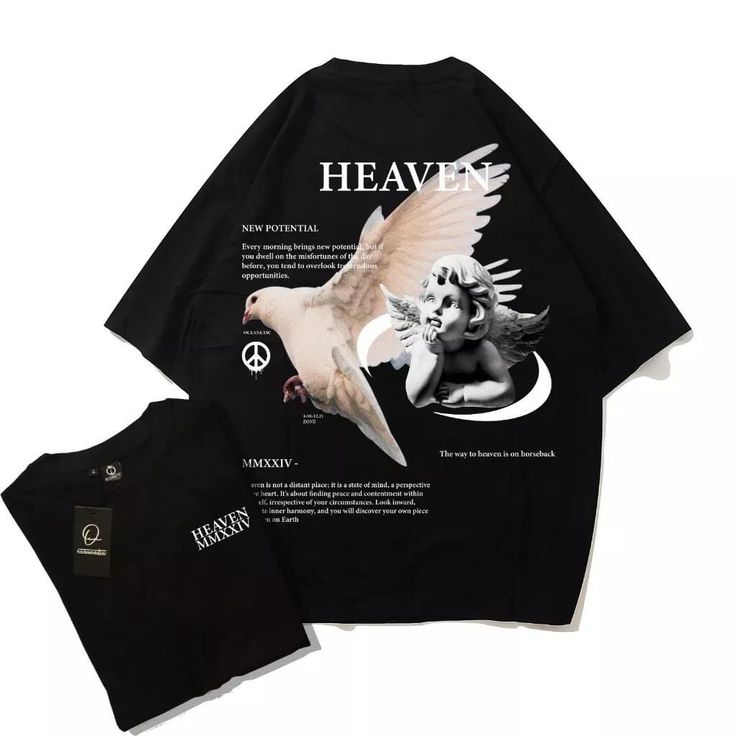 HEAVEN
NEW POTENTIAL
Every morning brings new potential, but if
you dwell on the misfortunes of the day
before, you tend to overlook tremendous
opportunities.
MMXXIV -
is not a distant place; it is a state of mind, a perspective
heart. It's about finding peace and contentment within
irrespective of your circumstances. Look inward,
inner harmony, and you will discover your own piece
on Earth
The way to heaven is on horseback
ZONE
L
HEAVEN
MMXXIV